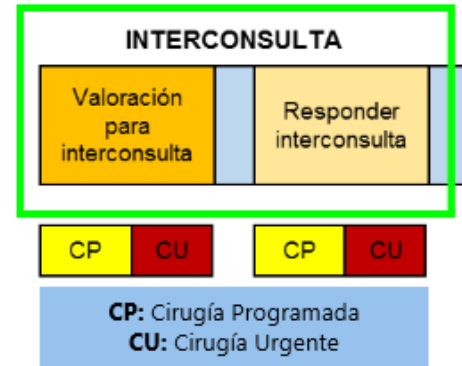 INTERCONSULTA
Valoración
para
interconsulta
Responder
interconsulta
CP CU CP CU
CP: Cirugía Programada
CU: Cirugía Urgente